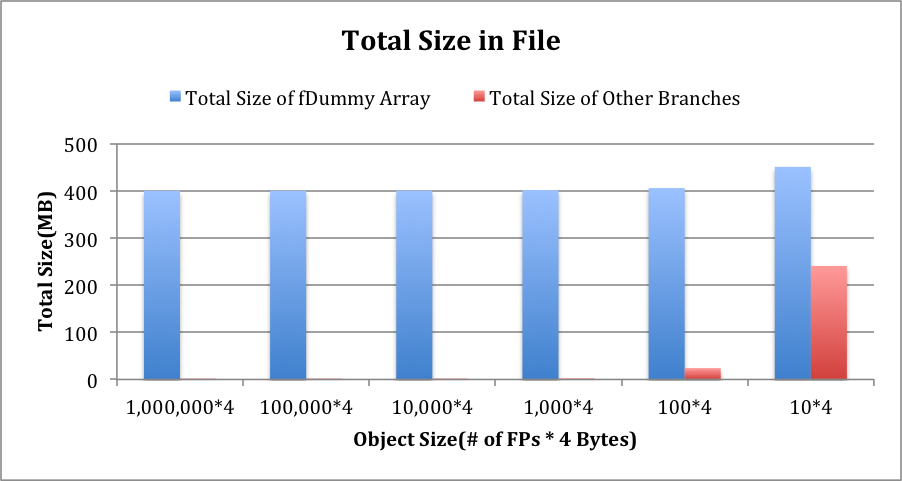 Total Size in File
Total Size of fDummy Array
Total Size of Other Branches
500
400
300
200
100
0
Total Size(MB)
1,000,000*4
100,000*4
10,000*4
1,000*4
100*4
10*4
Object Size(# of FPs * 4 Bytes)